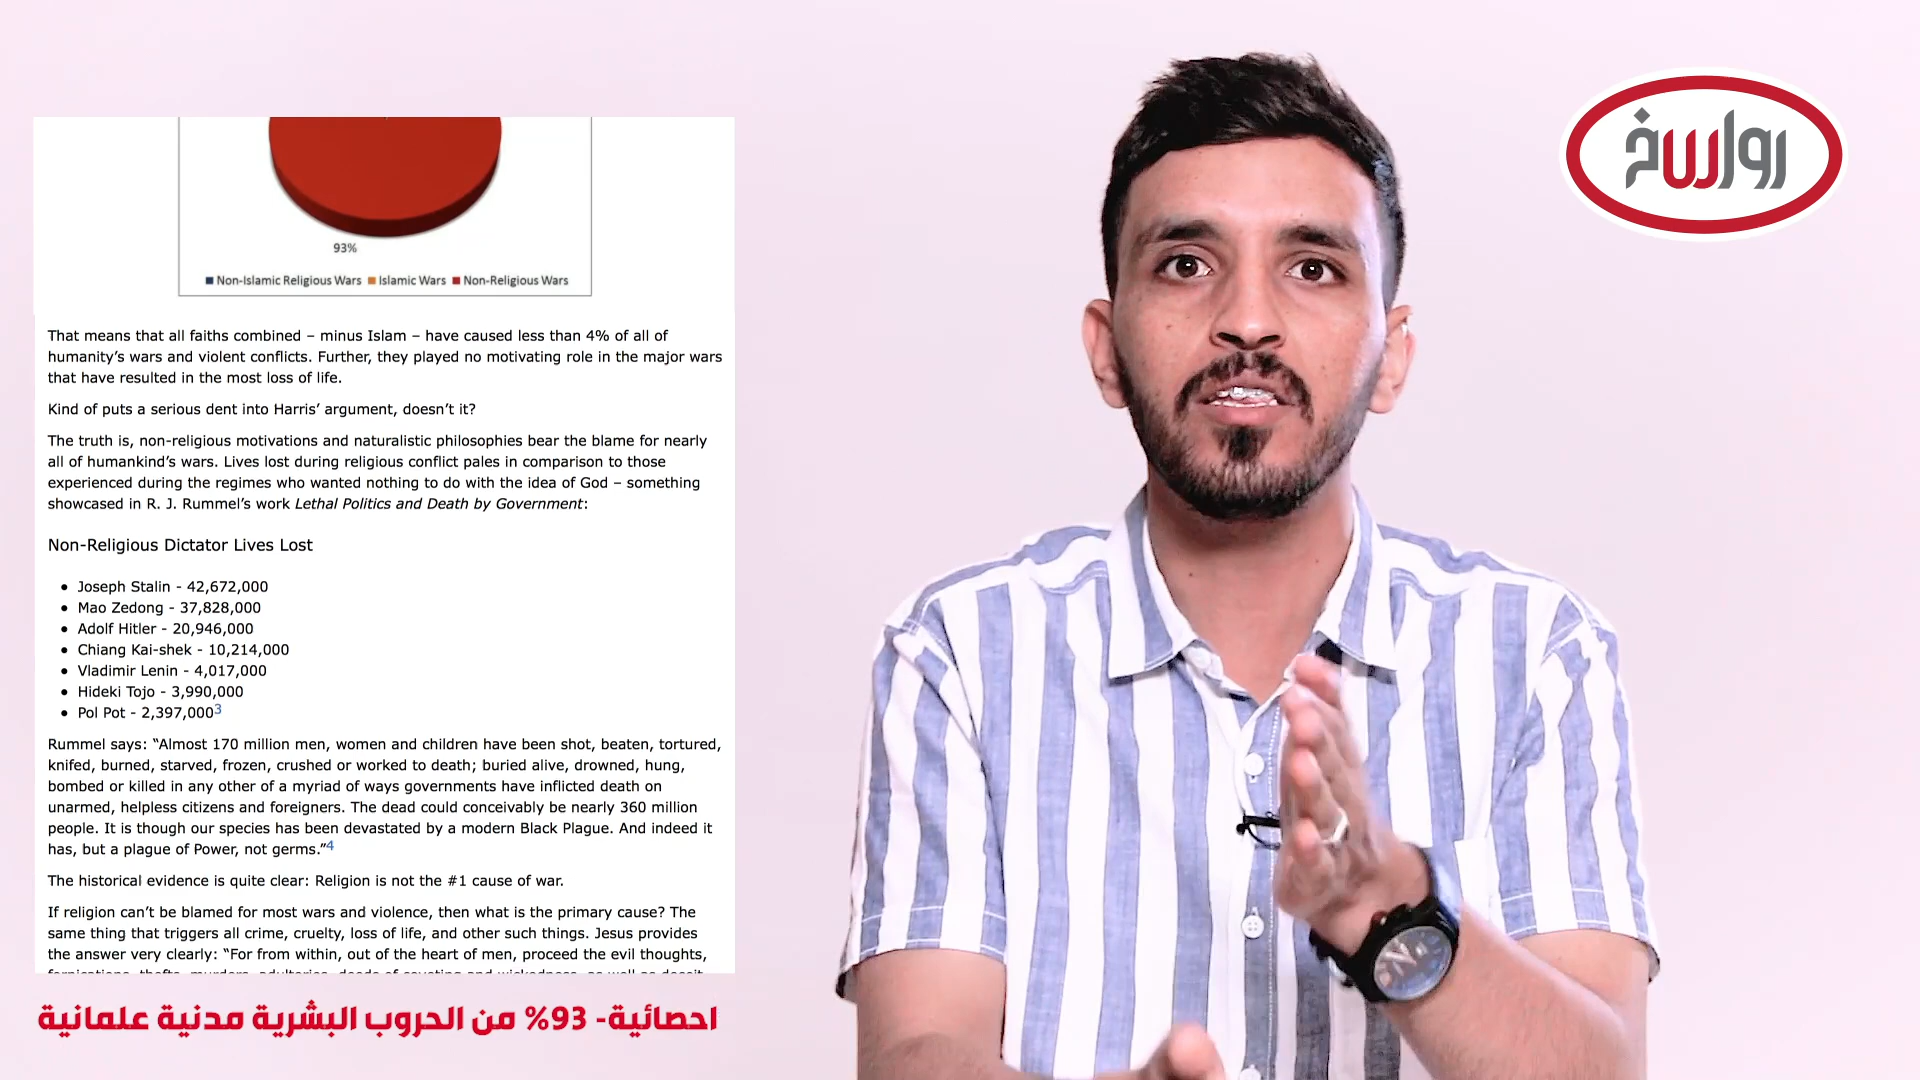 93%
Non-Islamic Religious Wars Islamic Wars Non-Religious Wars
That means that all faiths combined – minus Islam – have caused less than 4% of all of
humanity's wars and violent conflicts. Further, they played no motivating role in the major wars
that have resulted in the most loss of life.
Kind of puts a serious dent into Harris' argument, doesn't it?
The truth is, non-religious motivations and naturalistic philosophies bear the blame for nearly
all of humankind's wars. Lives lost during religious conflict pales in comparison to those
experienced during the regimes who wanted nothing to do with the idea of God – something
showcased in R. J. Rummel's work Lethal Politics and Death by Government:
Non-Religious Dictator Lives Lost
• Joseph Stalin - 42,672,000
• Mao Zedong - 37,828,000
• Adolf Hitler - 20,946,000
• Chiang Kai-shek - 10,214,000
• Vladimir Lenin - 4,017,000
• Hideki Tojo - 3,990,000
• Pol Pot - 2,397,0003
Rummel says: "Almost 170 million men, women and children have been shot, beaten, tortured,
knifed, burned, starved, frozen, crushed or worked to death; buried alive, drowned, hung,
bombed or killed in any other of a myriad of ways governments have inflicted death on
unarmed, helpless citizens and foreigners. The dead could conceivably be nearly 360 million
people. It is though our species has been devastated by a modern Black Plague. And indeed it
has, but a plague of Power, not germs."4
The historical evidence is quite clear: Religion is not the #1 cause of war.
If religion can't be blamed for most wars and violence, then what is the primary cause? The
same thing that triggers all crime, cruelty, loss of life, and other such things. Jesus provides
the answer very clearly: "For from within, out of the heart of men, proceed the evil thoughts,
احصائية- 93% من الحروب البشرية مدنية علمانية
رواسخ